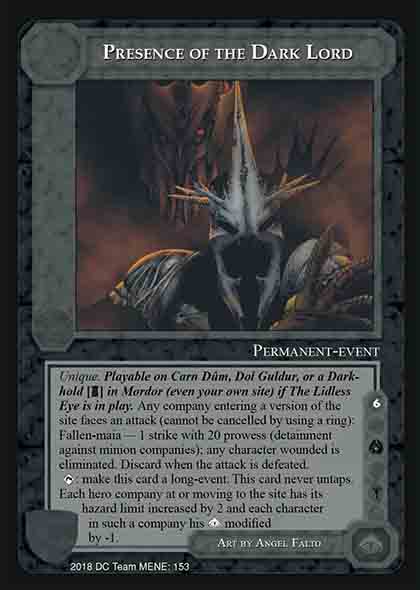 PRESENCE OF THE DARK LORD
PERMANENT-EVENT
Unique. Playable on Carn Dûm, Dol Guldur, or a Dark-
hold [] in Mordor (even your own site) if The Lidless
Eye is in play. Any company entering a version of the
site faces an attack (cannot be cancelled by using a ring):
Fallen-maia — 1 strike with 20 prowess (detainment
against minion companies); any character wounded is
eliminated. Discard when the attack is defeated.
: make this card a long-event. This card never untaps.
Each hero company at or moving to the site has its
hazard limit increased by 2 and each character
in such a company his modified
by -1.
6
ART BY ANGEL FALTO
2018 DC Team MENE: 153